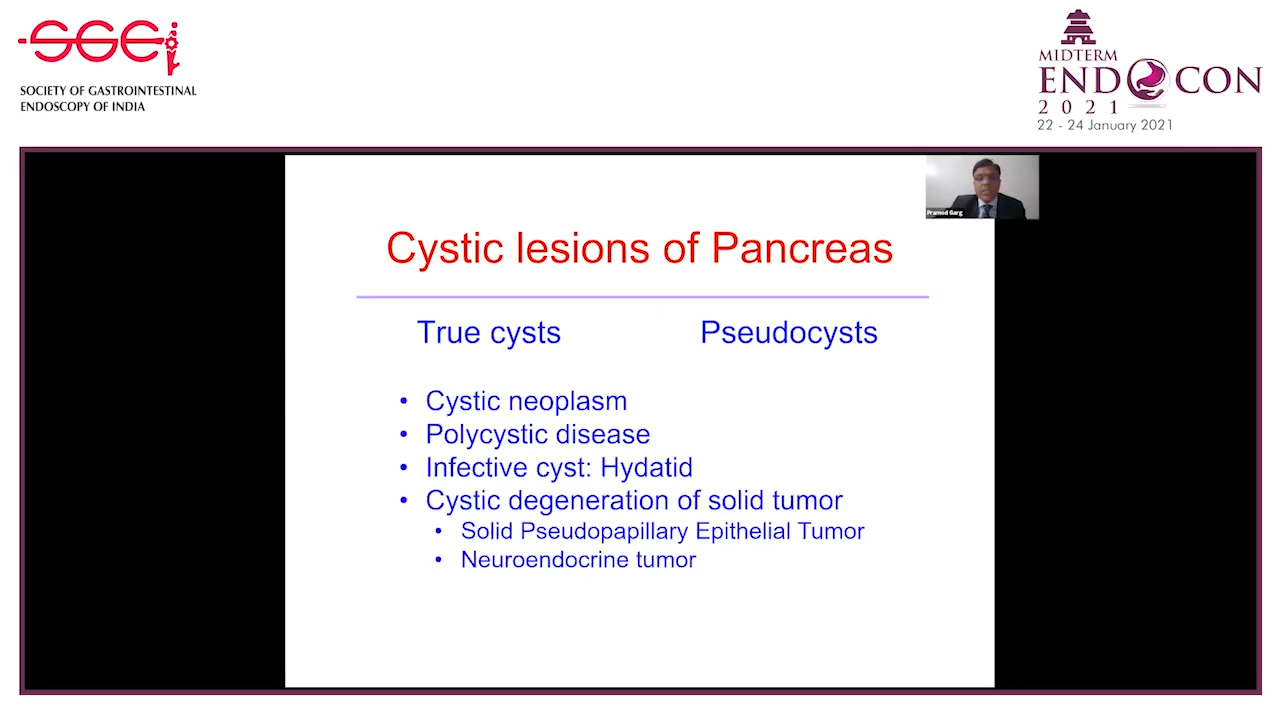 SGEI
SOCIETY OF GASTROINTESTINAL
ENDOSCOPY OF INDIA
MIDTERM
ENDOCON
2021
22 - 24 January 2021
Pramod Garg
Cystic lesions of Pancreas
True cysts
Pseudocysts
• Cystic neoplasm
• Polycystic disease
• Infective cyst: Hydatid
• Cystic degeneration of solid tumor
• Solid Pseudopapillary Epithelial Tumor
• Neuroendocrine tumor